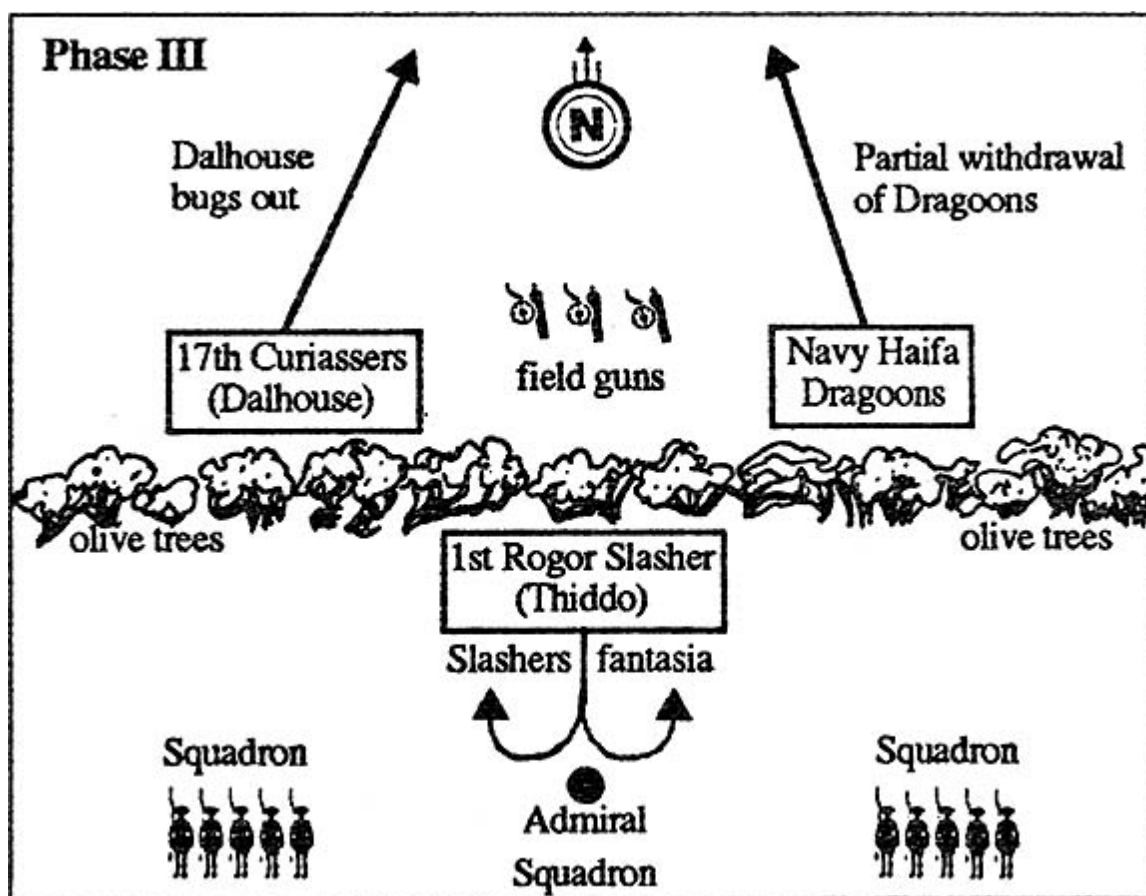 Phase III
N
Dalhouse
bugs out
Partial withdrawal
of Dragoons
17th Curiassers
(Dalhouse)
field guns
Navy Haifa
Dragoons
olive trees
olive trees
1st Rogor Slasher
(Thiddo)
Slashers fantasia
Squadron
Squadron
Admiral
Squadron